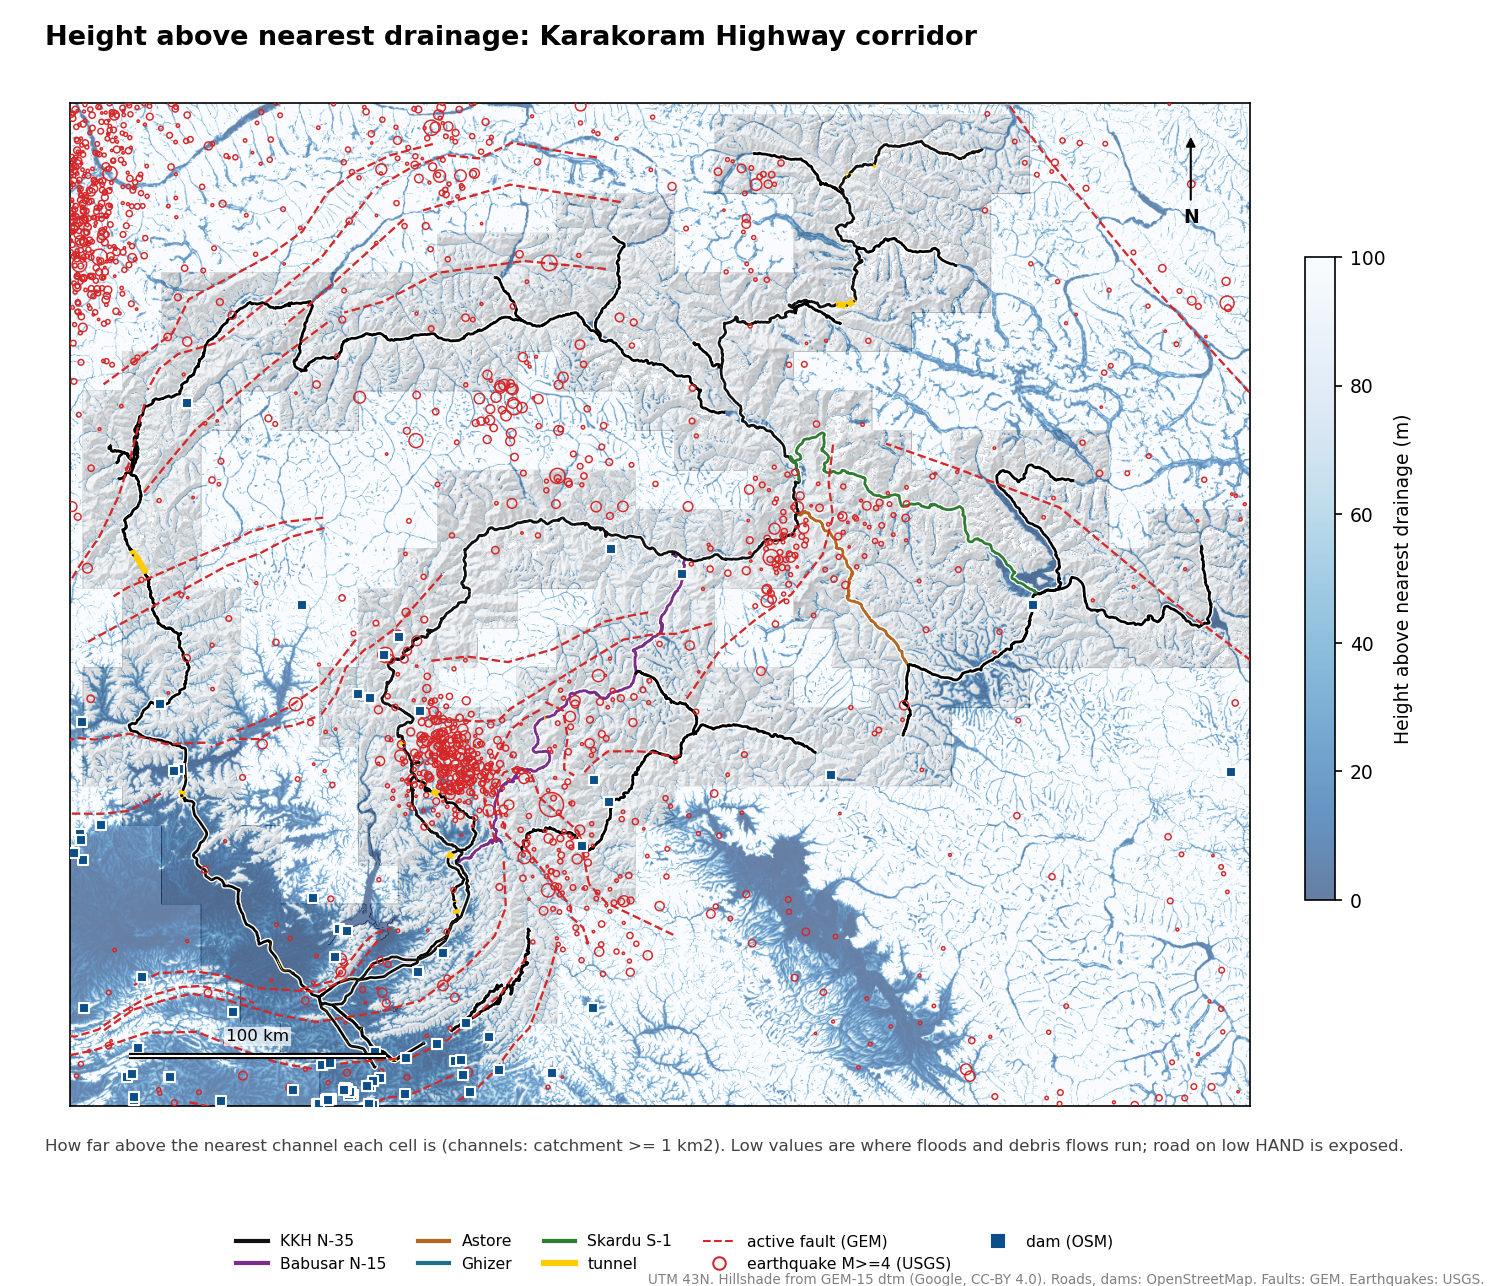 Height above nearest drainage: Karakoram Highway corridor
N
100
80
60
40
20
0
Height above nearest drainage (m)
100 km
How far above the nearest channel each cell is (channels: catchment >= 1 km2). Low values are where floods and debris flows run; road on low HAND is exposed.
KKH N-35
Astore
Skardu S-1
active fault (GEM)
dam (OSM)
Babusar N-15
Ghizer
tunnel
earthquake M>=4 (USGS)
UTM 43N. Hillshade from GEM-15 dtm (Google, CC-BY 4.0). Roads, dams: OpenStreetMap. Faults: GEM. Earthquakes: USGS.